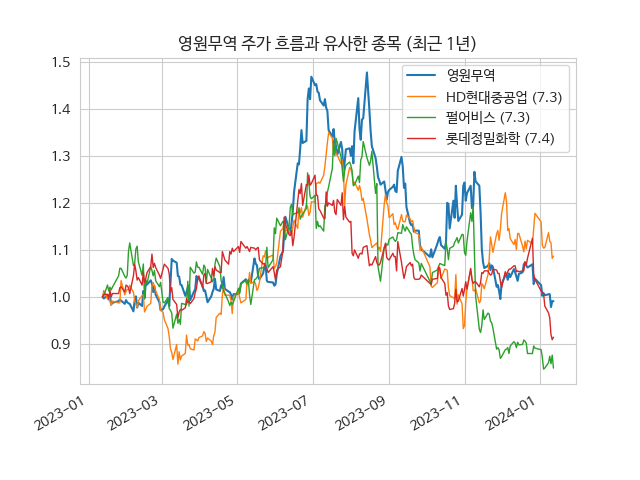 영원무역 주가 흐름과 유사한 종목 (최근 1년)
영원무역
HD현대중공업 (7.3)
펄어비스 (7.3)
롯데정밀화학 (7.4)
1.5
1.4
1.3
1.2
1.1
1.0
0.9
2023-01
2023-03
2023-05
2023-07
2023-09
2023-11
2024-01